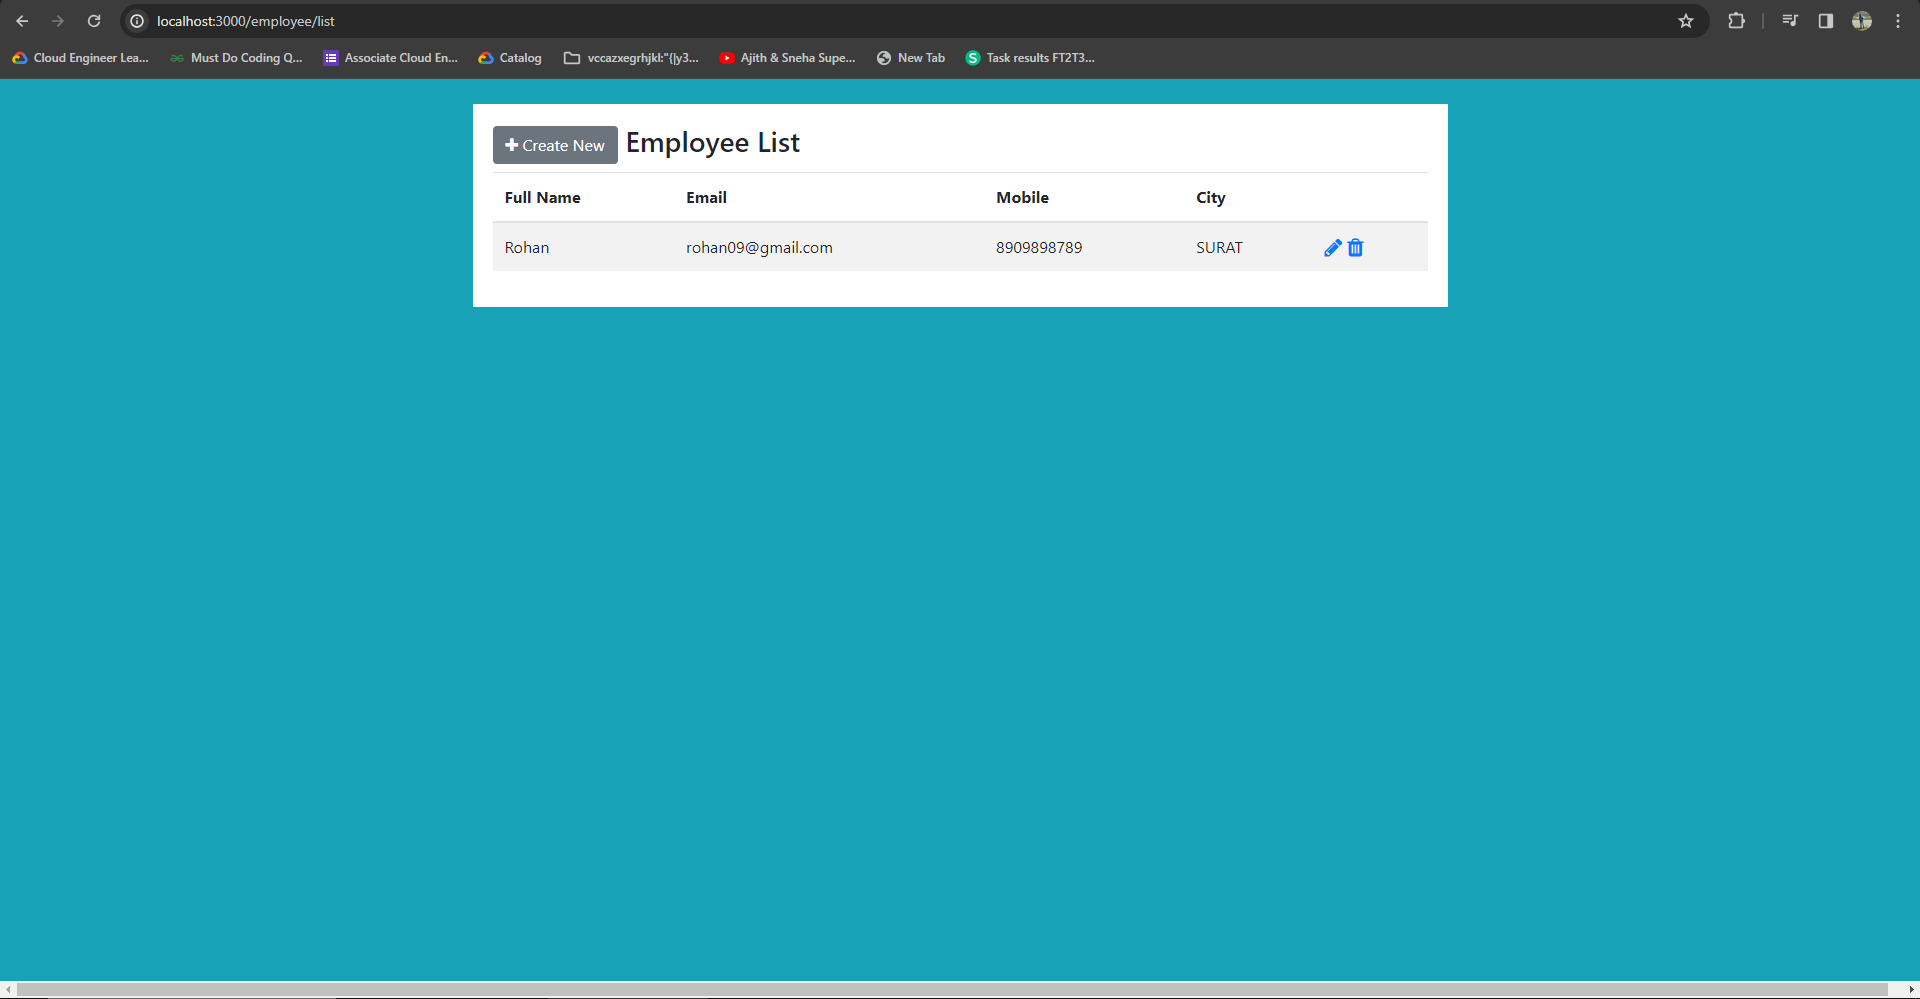 localhost:3000/employee/list
Cloud Engineer Lea... Must Do Coding Q... Associate Cloud En... Catalog vccazxegrhjkl:"{|y3... Ajith & Sneha Supe... New Tab Task results FT2T3...
Create New Employee List
Full Name Email Mobile City
Rohan rohan09@gmail.com 8909898789 SURAT